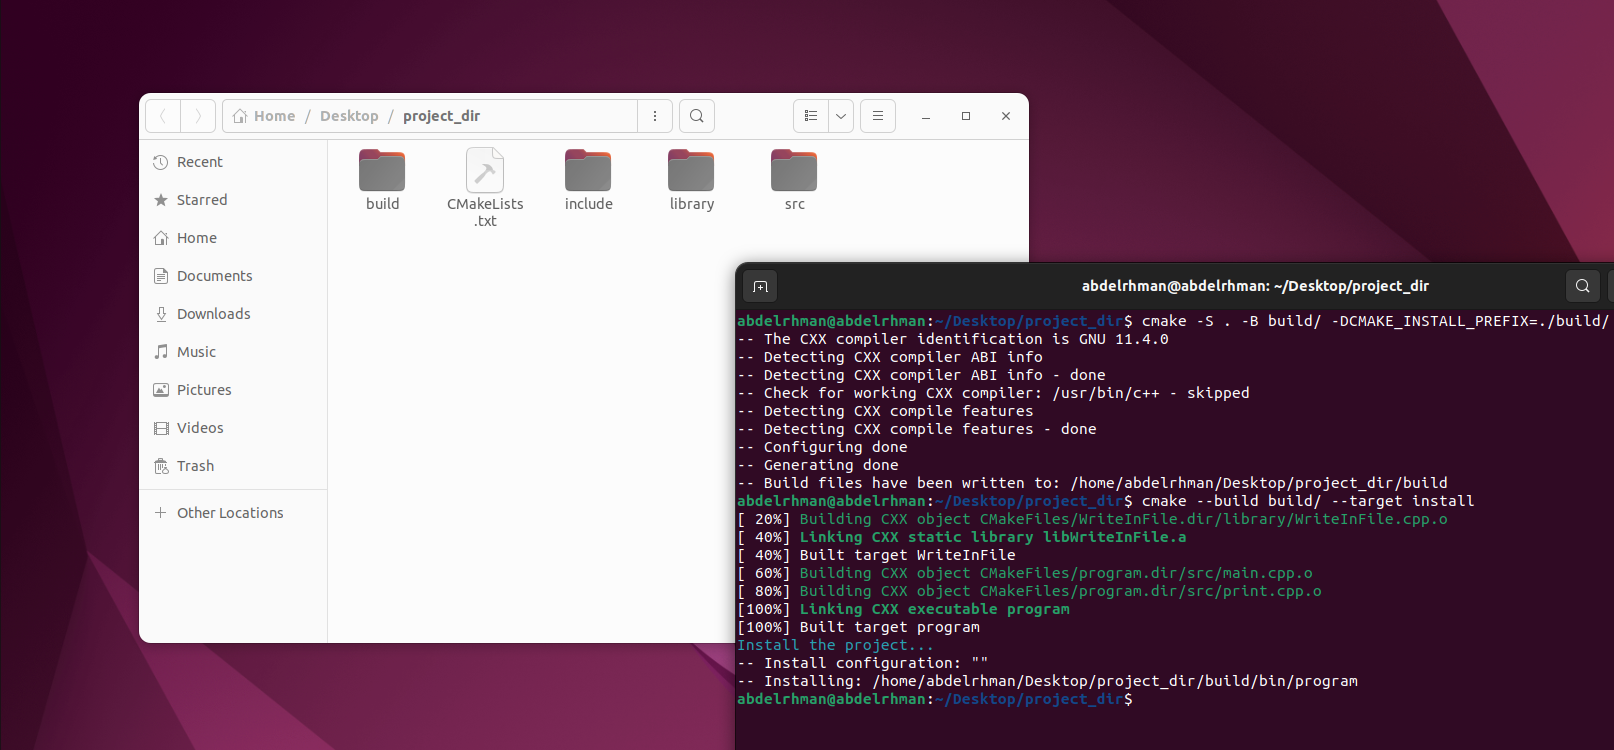 Home / Desktop / project_dir
Recent
Starred
Home
Documents
Downloads
Music
Pictures
Videos
Trash
Other Locations
build
CMakeLists
.txt
include
library
src
abdelrhman@abdelrhman: ~/Desktop/project_dir
abdelrhman@abdelrhman:~/Desktop/project_dir$ cmake -S . -B build/ -DCMAKE_INSTALL_PREFIX=./build/
-- The CXX compiler identification is GNU 11.4.0
-- Detecting CXX compiler ABI info
-- Detecting CXX compiler ABI info - done
-- Check for working CXX compiler: /usr/bin/c++ - skipped
-- Detecting CXX compile features
-- Detecting CXX compile features - done
-- Configuring done
-- Generating done
-- Build files have been written to: /home/abdelrhman/Desktop/project_dir/build
abdelrhman@abdelrhman:~/Desktop/project_dir$ cmake --build build/ --target install
[ 20%] Building CXX object CMakeFiles/WriteInFile.dir/library/WriteInFile.cpp.o
[ 40%] Linking CXX static library libWriteInFile.a
[ 40%] Built target WriteInFile
[ 60%] Building CXX object CMakeFiles/program.dir/src/main.cpp.o
[ 80%] Building CXX object CMakeFiles/program.dir/src/print.cpp.o
[100%] Linking CXX executable program
[100%] Built target program
Install the project...
-- Install configuration: ""
-- Installing: /home/abdelrhman/Desktop/project_dir/build/bin/program
abdelrhman@abdelrhman:~/Desktop/project_dir$